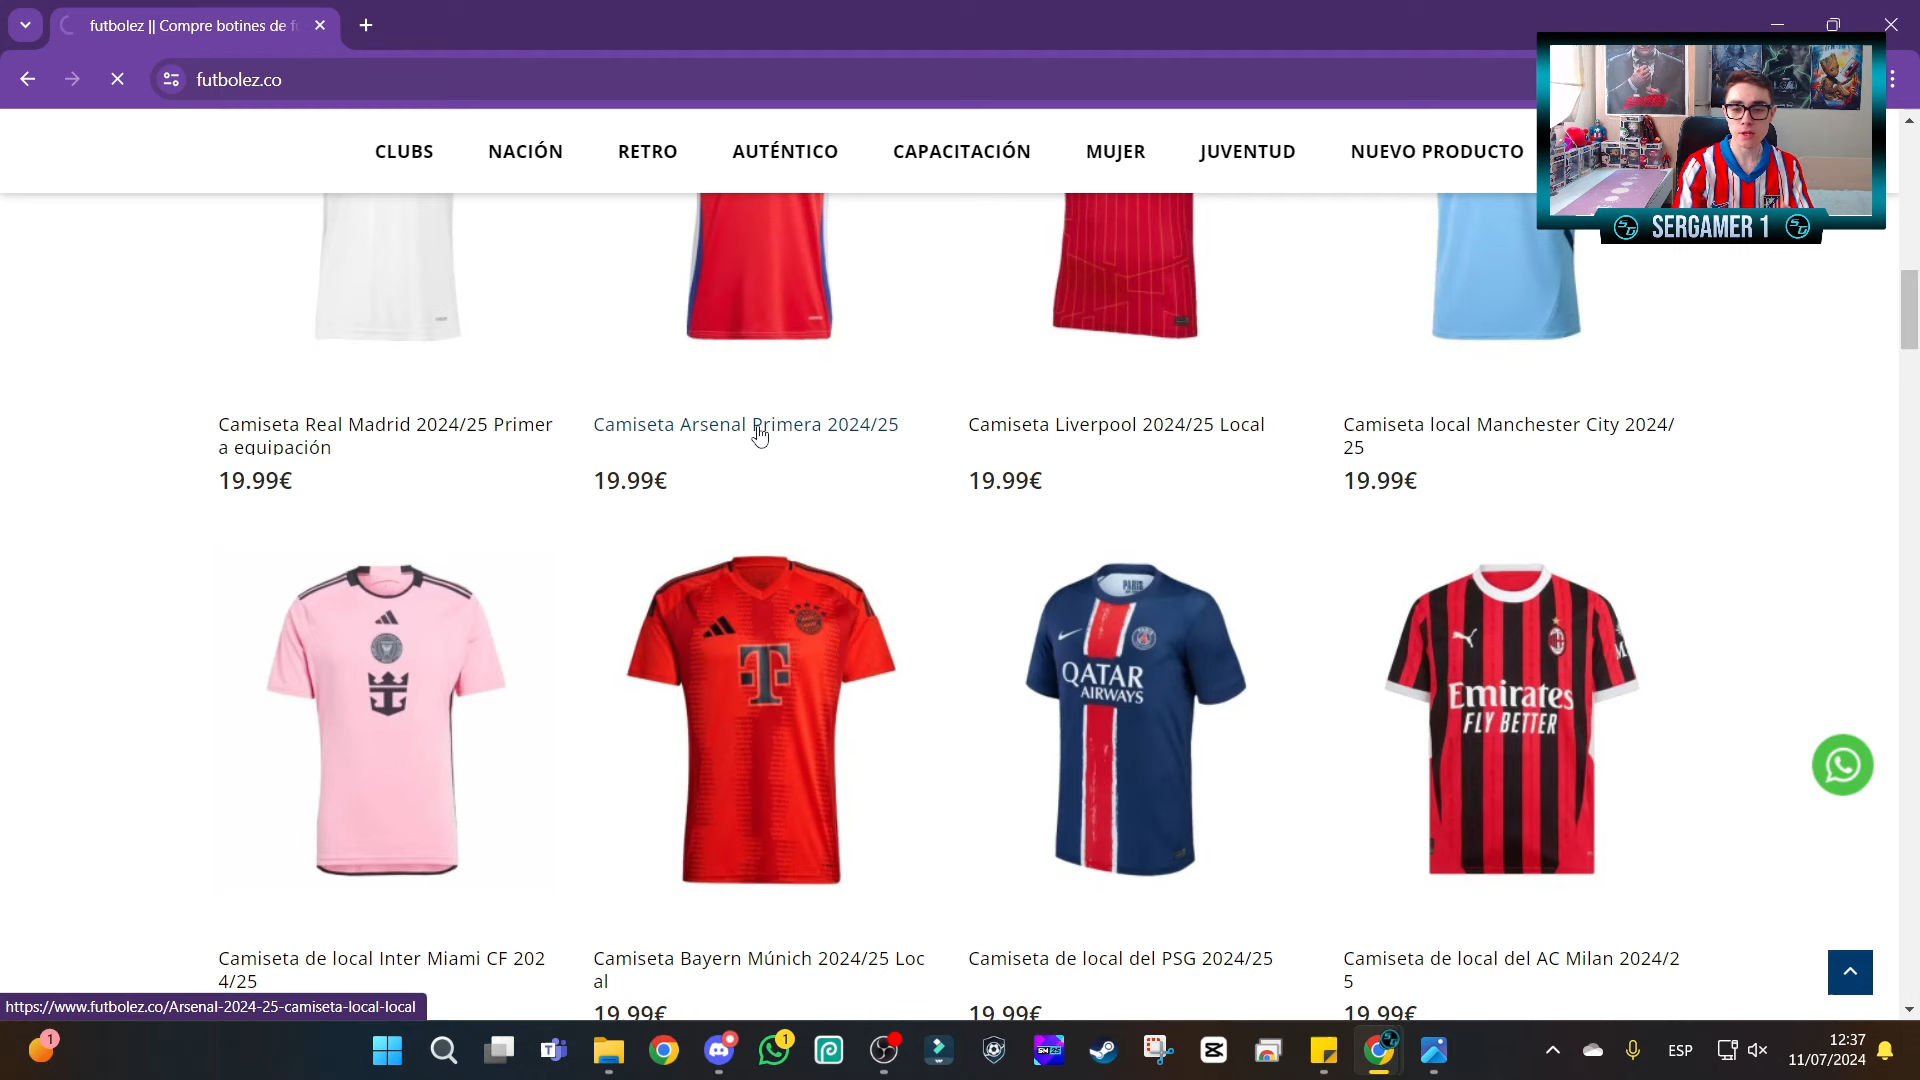 futbolez || Compre botines de f
futbolez.co
CLUBS
NACIÓN
RETRO
AUTÉNTICO
CAPACITACIÓN
MUJER
JUVENTUD
NUEVO PRODUCTO
SERGAMER 1
Camiseta Real Madrid 2024/25 Primer
a equipación
19.99€
Camiseta Arsenal Primera 2024/25
19.99€
Camiseta Liverpool 2024/25 Local
19.99€
Camiseta local Manchester City 2024/
25
19.99€
T
PARIS
QATAR
AIRWAYS
Emirates
FLY BETTER
Camiseta de local Inter Miami CF 202
4/25
Camiseta Bayern Múnich 2024/25 Loc
al
19.99€
Camiseta de local del PSG 2024/25
19.99€
Camiseta de local del AC Milan 2024/2
5
19.99€
https://www.futbolez.co/Arsenal-2024-25-camiseta-local-local
1
1
SM25
ESP
12:37
11/07/2024